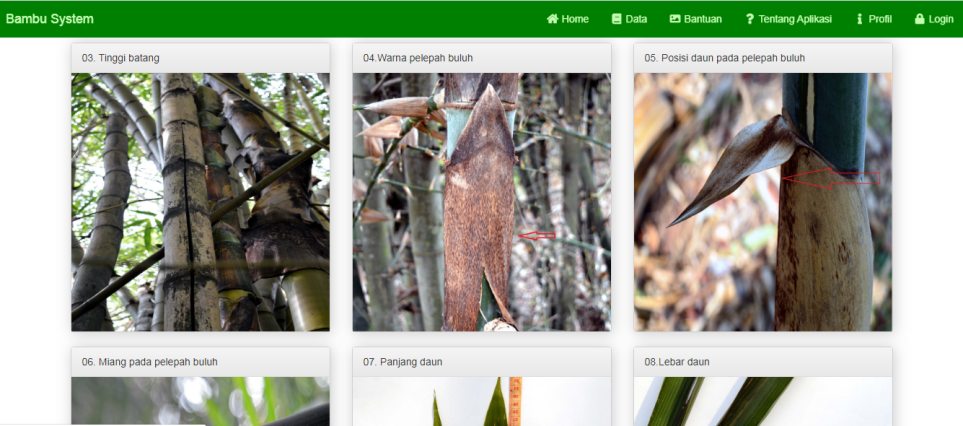 Bambu System
Home
Data
Bantuan
Tentang Aplikasi
Profil
Login
03. Tinggi batang
04.Warna pelepah buluh
05. Posisi daun pada pelepah buluh
06. Miang pada pelepah buluh
07. Panjang daun
08.Lebar daun